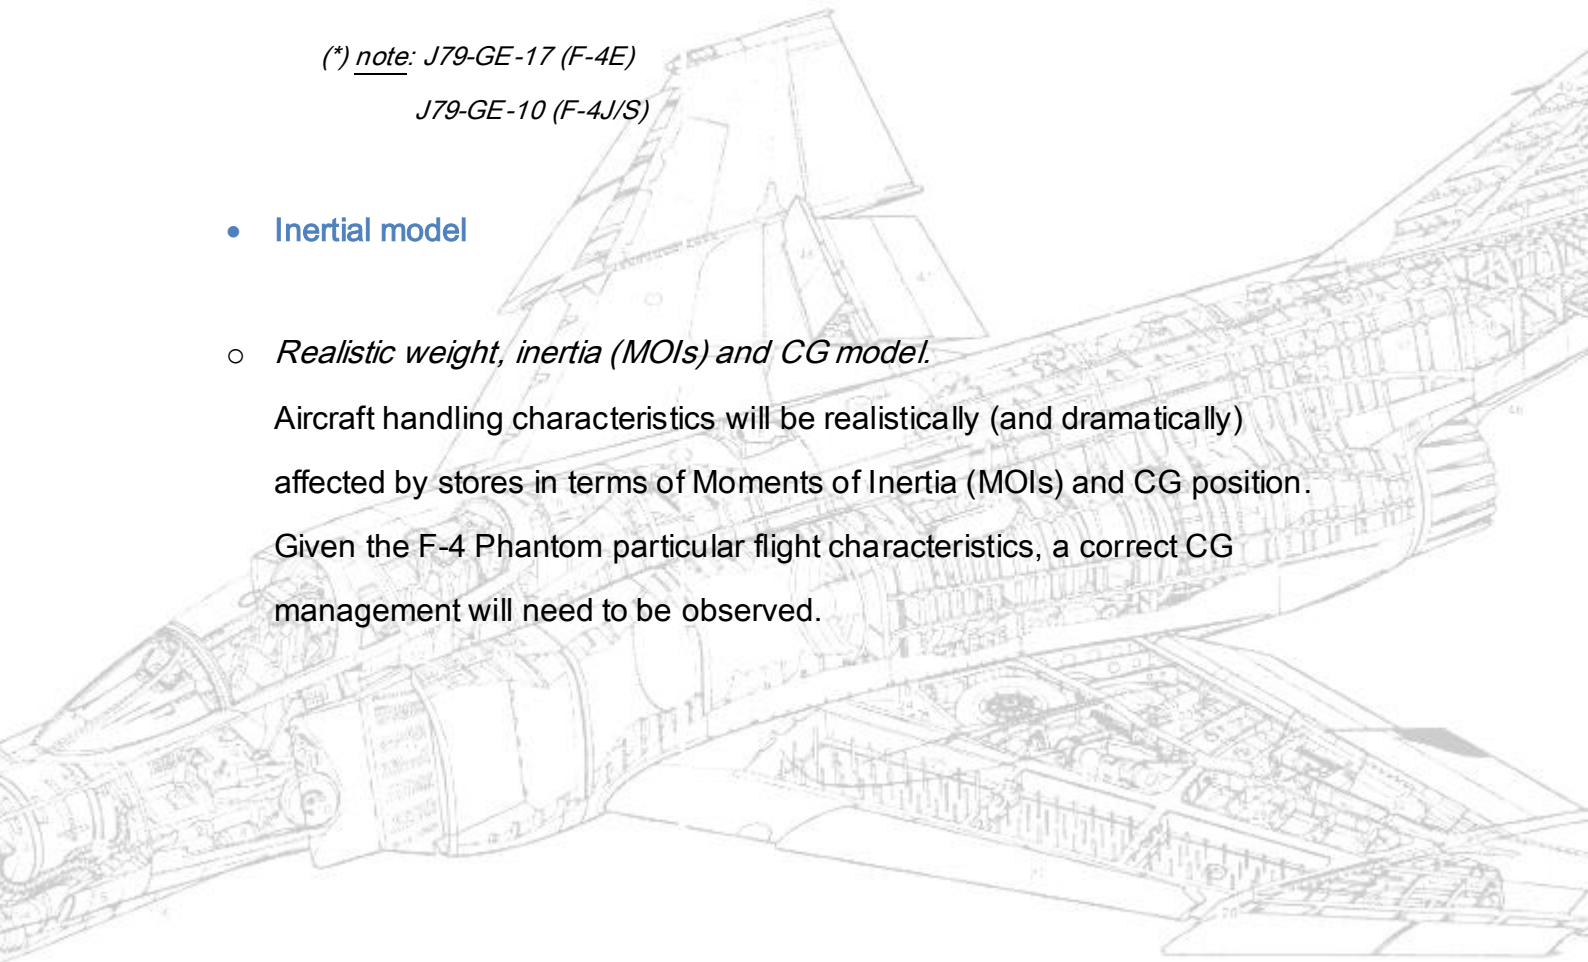 (*) note: J79-GE-17 (F-4E)
J79-GE-10 (F-4J/S)
• Inertial model
○ Realistic weight, inertia (MOIs) and CG model.
Aircraft handling characteristics will be realistically (and dramatically)
affected by stores in terms of Moments of Inertia (MOIs) and CG position.
Given the F-4 Phantom particular flight characteristics, a correct CG
management will need to be observed.